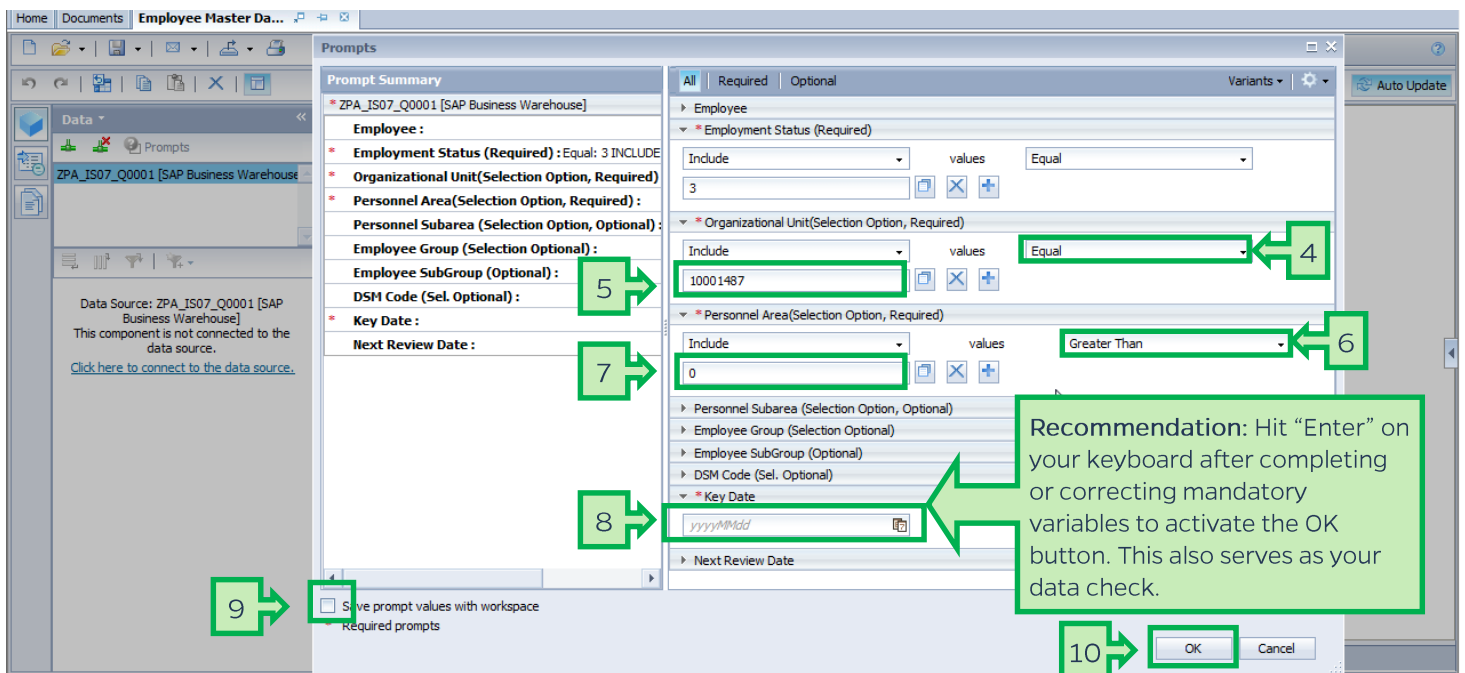 Home Documents Employee Master Da...
Prompts
Auto Update
Prompt Summary
All Required Optional
Variants
Data
Prompts
ZPA_IS07_Q0001 [SAP Business Warehouse
Data Source: ZPA_IS07_Q0001 [SAP
Business Warehouse]
This component is not connected to the
data source.
Click here to connect to the data source.
* ZPA_IS07_Q0001 [SAP Business Warehouse]
Employee :
* Employment Status (Required) : Equal: 3 INCLUDE
* Organizational Unit(Selection Option, Required)
* Personnel Area(Selection Option, Required) :
Personnel Subarea (Selection Option, Optional) :
Employee Group (Selection Optional) :
Employee SubGroup (Optional) :
DSM Code (Sel. Optional) :
* Key Date :
Next Review Date :
Employee
* Employment Status (Required)
Include values Equal
3
* Organizational Unit(Selection Option, Required)
Include values Equal
4
5
10001487
* Personnel Area(Selection Option, Required)
Include values Greater Than
6
7
0
Personnel Subarea (Selection Option, Optional)
Employee Group (Selection Optional)
Employee SubGroup (Optional)
DSM Code (Sel. Optional)
* Key Date
8
yyyyMMdd
Next Review Date
Recommendation: Hit “Enter” on
your keyboard after completing
or correcting mandatory
variables to activate the OK
button. This also serves as your
data check.
9
Save prompt values with workspace
* Required prompts
10
OK Cancel